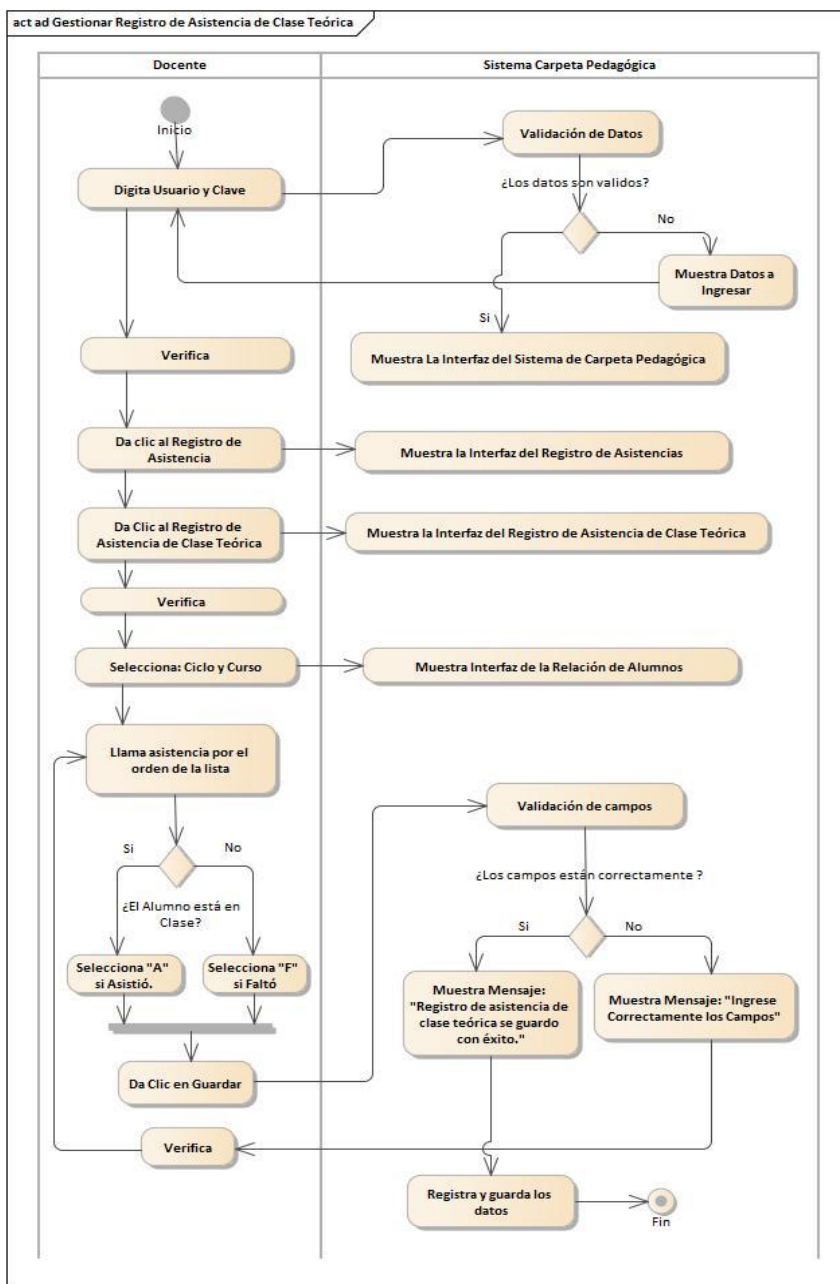 act ad Gestionar Registro de Asistencia de Clase Teórica
Docente
Sistema Carpeta Pedagógica
Inicio
Validación de Datos
Digita Usuario y Clave
¿Los datos son validos?
No
Muestra Datos a
Ingresar
Si
Verifica
Muestra La Interfaz del Sistema de Carpeta Pedagógica
Da clic al Registro de
Asistencia
Muestra la Interfaz del Registro de Asistencias
Da Clic al Registro de
Asistencia de Clase Teórica
Muestra la Interfaz del Registro de Asistencia de Clase Teórica
Verifica
Selecciona: Ciclo y Curso
Muestra Interfaz de la Relación de Alumnos
Llama asistencia por el
orden de la lista
Validación de campos
Si
No
¿El Alumno está en
Clase?
¿Los campos están correctamente ?
Si
No
Selecciona "A"
si Asistió.
Selecciona "F"
si Faltó
Muestra Mensaje:
"Registro de asistencia de
clase teórica se guardo
con éxito."
Muestra Mensaje: "Ingrese
Correctamente los Campos"
Da Clic en Guardar
Verifica
Registra y guarda los
datos
Fin